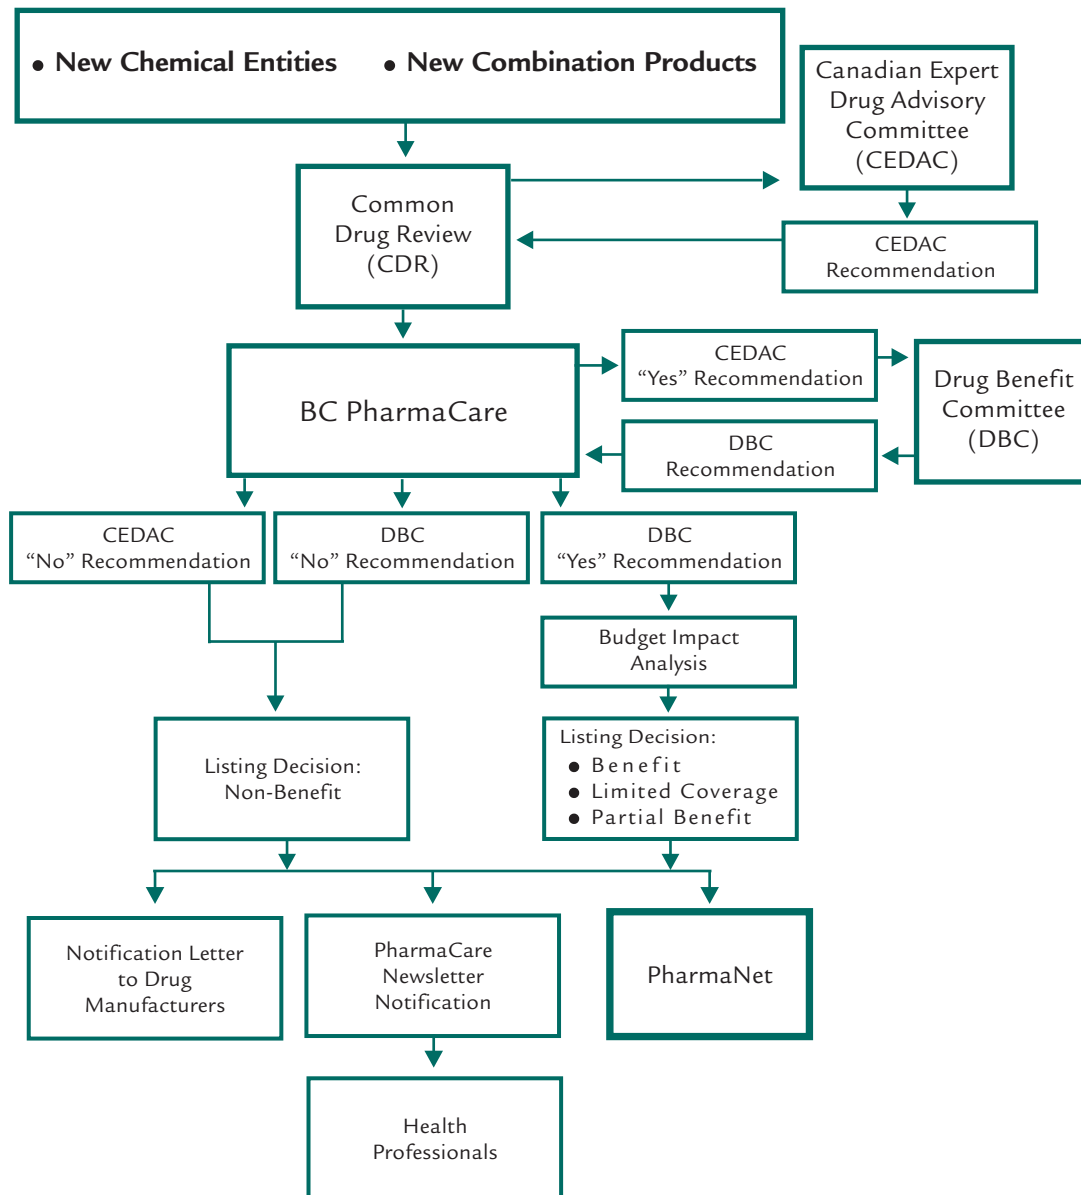 • New Chemical Entities • New Combination Products
Canadian Expert
Drug Advisory
Committee
(CEDAC)
Common
Drug Review
(CDR)
CEDAC
Recommendation
BC PharmaCare
CEDAC
“Yes” Recommendation
Drug Benefit
Committee
(DBC)
DBC
Recommendation
CEDAC
“No” Recommendation
DBC
“No” Recommendation
DBC
“Yes” Recommendation
Budget Impact
Analysis
Listing Decision:
Non-Benefit
Listing Decision:
• Benefit
• Limited Coverage
• Partial Benefit
Notification Letter
to Drug
Manufacturers
PharmaCare
Newsletter
Notification
PharmaNet
Health
Professionals